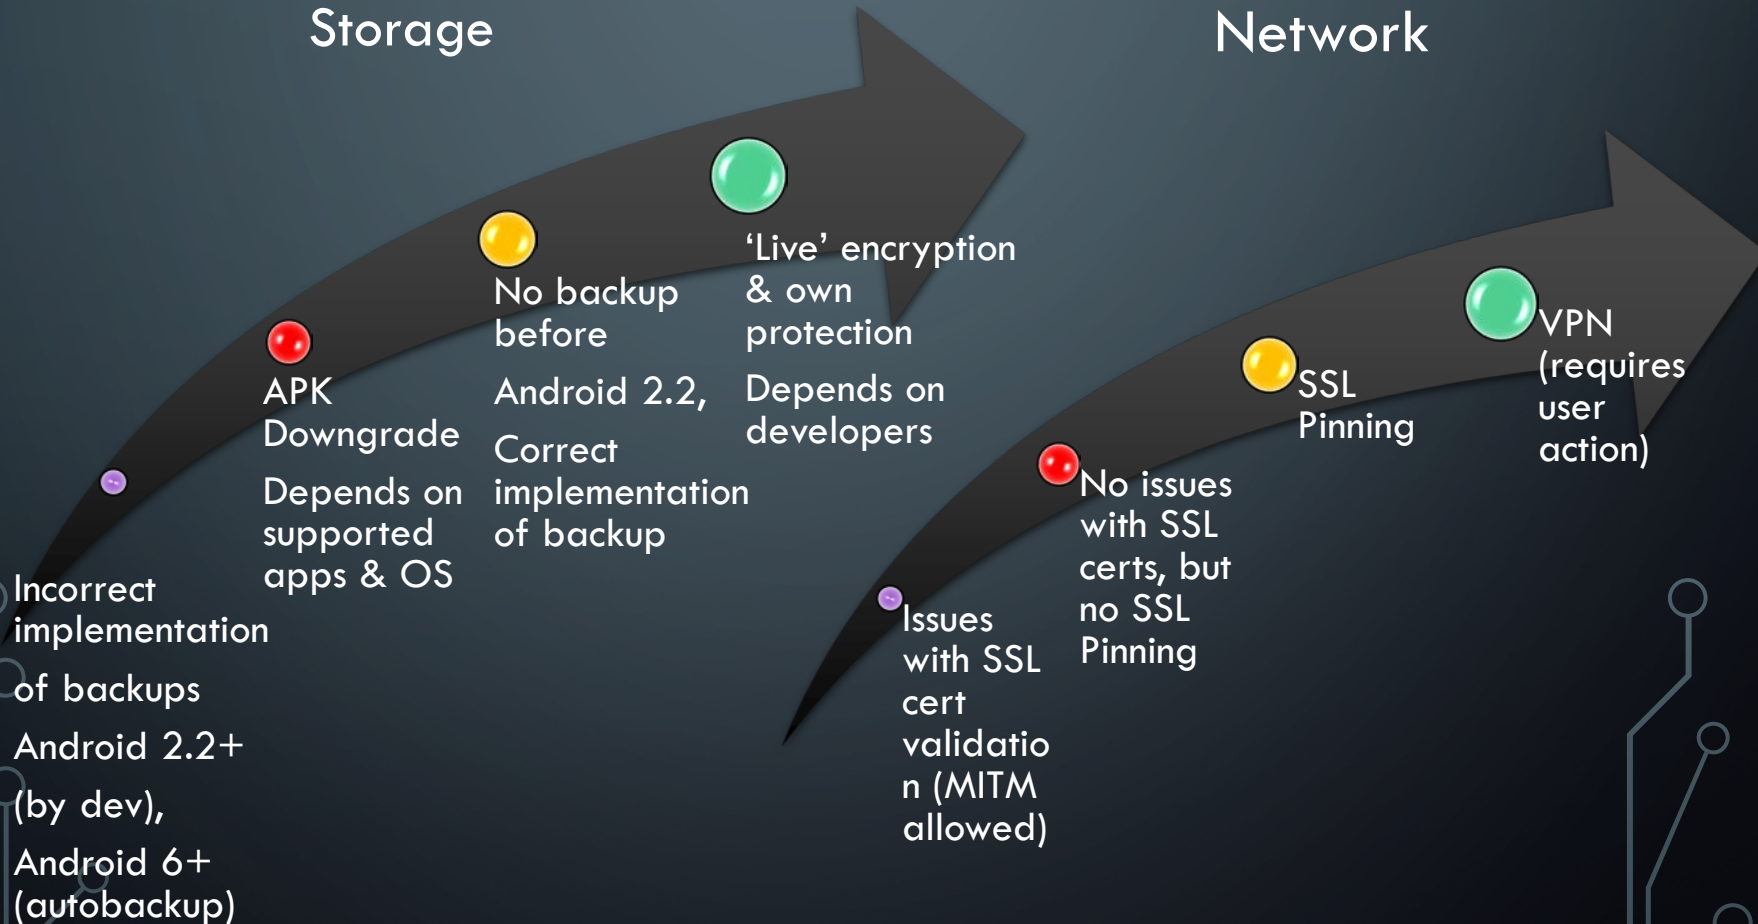 Storage
Incorrect
implementation
of backups
Android 2.2+
(by dev),
Android 6+
(autobackup)
APK
Downgrade
Depends on
supported
apps & OS
No backup
before
Android 2.2,
Correct
implementation
of backup
‘Live’ encryption
& own
protection
Depends on
developers
Network
Issues
with SSL
cert
validatio
n (MITM
allowed)
No issues
with SSL
certs, but
no SSL
Pinning
SSL
Pinning
VPN
(requires
user
action)